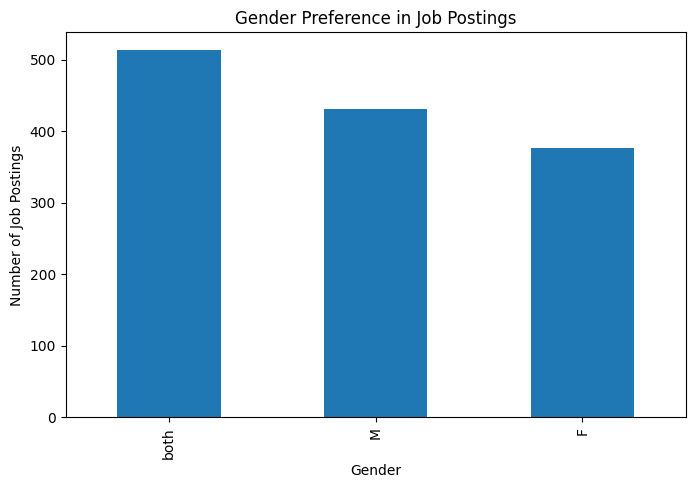 Gender Preference in Job Postings
Number of Job Postings
500
400
300
200
100
0
both
M
F
Gender